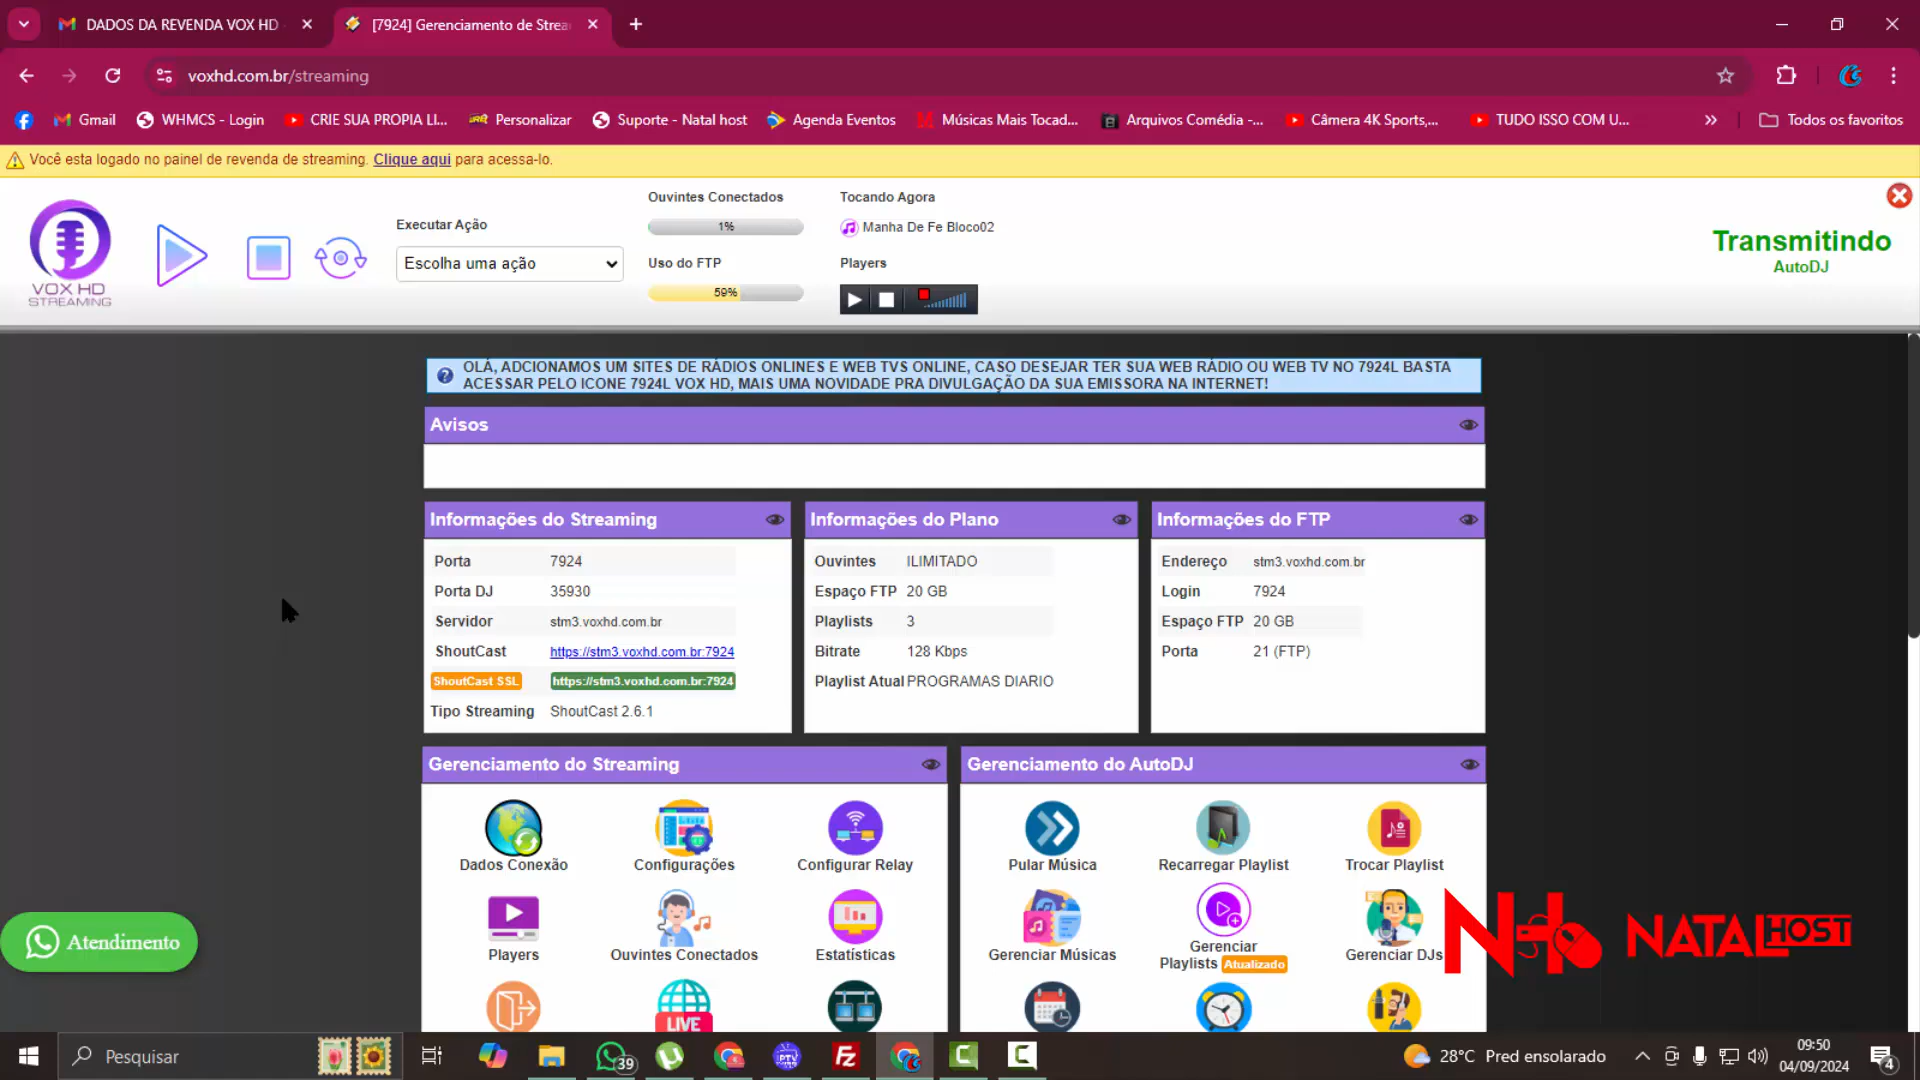 DADOS DA REVENDA VOX HD
[7924] Gerenciamento de Strea
voxhd.com.br/streaming
Gmail
WHMCS - Login
CRIE SUA PROPIA LI...
Personalizar
Suporte - Natal host
Agenda Eventos
Músicas Mais Tocad...
Arquivos Comédia -...
Câmera 4K Sports,...
TUDO ISSO COM U...
»
Todos os favoritos
Você esta logado no painel de revenda de streaming. Clique aqui para acessa-lo.
VOX HD
STREAMING
Executar Ação
Escolha uma ação
Ouvintes Conectados
1%
Uso do FTP
59%
Tocando Agora
Manha De Fe Bloco02
Players
Transmitindo
AutoDJ
OLÁ, ADCIONAMOS UM SITES DE RÁDIOS ONLINES E WEB TVS ONLINE, CASO DESEJAR TER SUA WEB RÁDIO OU WEB TV NO 7924L BASTA
ACESSAR PELO ICONE 7924L VOX HD, MAIS UMA NOVIDADE PRA DIVULGAÇÃO DA SUA EMISSORA NA INTERNET!
Avisos
Informações do Streaming
Porta 7924
Porta DJ 35930
Servidor stm3.voxhd.com.br
ShoutCast https://stm3.voxhd.com.br:7924
ShoutCast SSL https://stm3.voxhd.com.br:7924
Tipo Streaming ShoutCast 2.6.1
Informações do Plano
Ouvintes ILIMITADO
Espaço FTP 20 GB
Playlists 3
Bitrate 128 Kbps
Playlist Atual PROGRAMAS DIARIO
Informações do FTP
Endereço stm3.voxhd.com.br
Login 7924
Espaço FTP 20 GB
Porta 21 (FTP)
Gerenciamento do Streaming
Dados Conexão
Configurações
Configurar Relay
Players
Ouvintes Conectados
Estatísticas
LIVE
Gerenciamento do AutoDJ
Pular Música
Recarregar Playlist
Trocar Playlist
Gerenciar Músicas
Gerenciar
Playlists Atualizado
Gerenciar DJs
Atendimento
NATAL HOST
Pesquisar
39
IPTV
28°C Pred ensolarado
09:50
04/09/2024
4